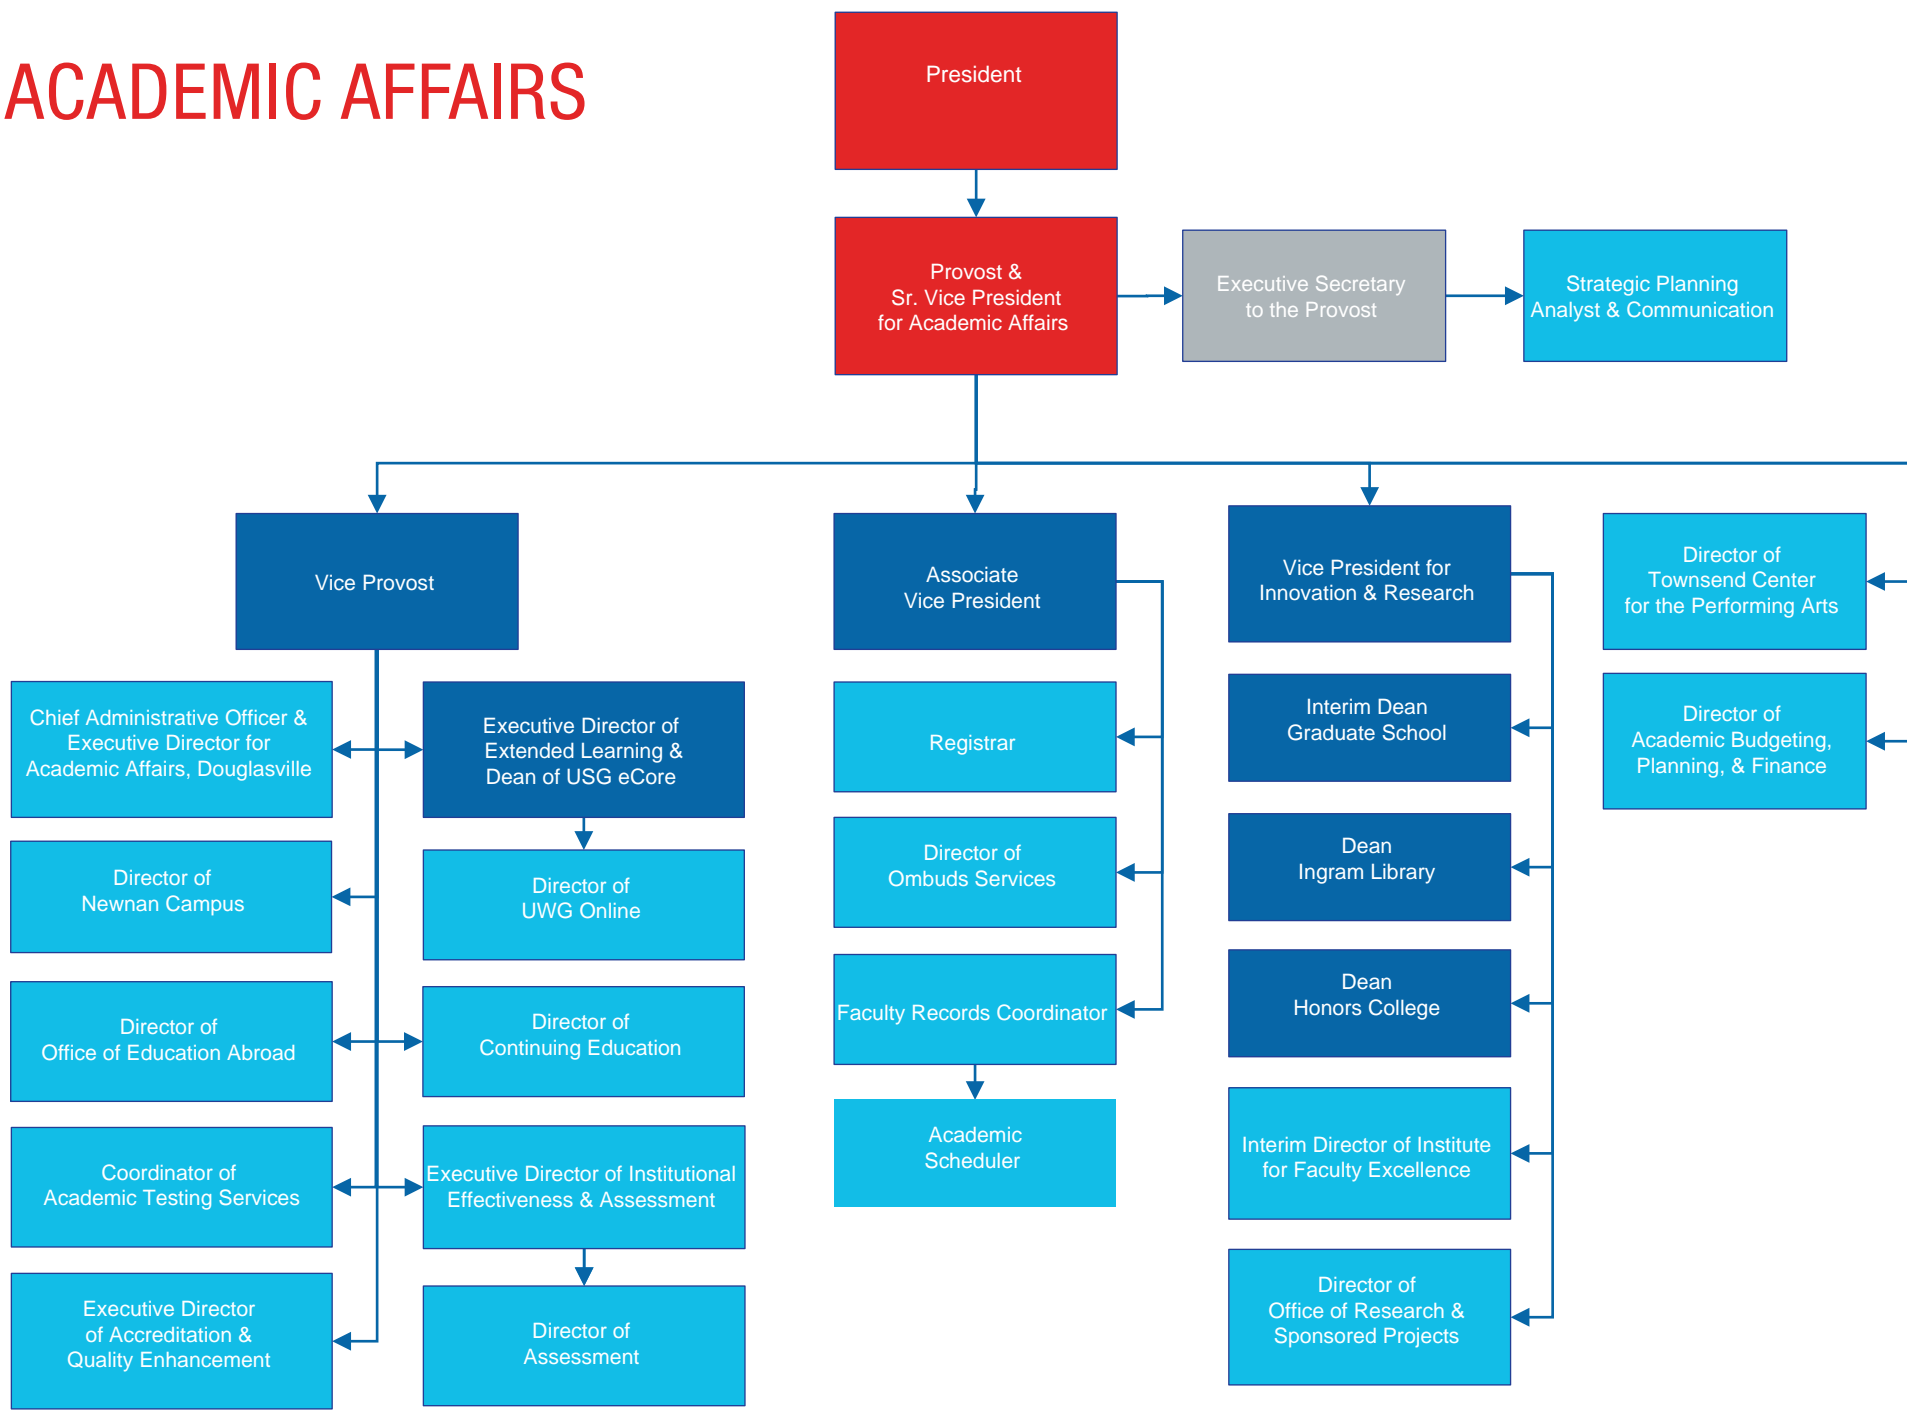 ACADEMIC AFFAIRS
President
Provost &
Sr. Vice President
for Academic Affairs
Executive Secretary
to the Provost
Strategic Planning
Analyst & Communication
Vice Provost
Chief Administrative Officer &
Executive Director for
Academic Affairs, Douglasville
Executive Director of
Extended Learning &
Dean of USG eCore
Director of
Newnan Campus
Director of
UWG Online
Director of
Office of Education Abroad
Director of
Continuing Education
Coordinator of
Academic Testing Services
Executive Director of Institutional
Effectiveness & Assessment
Executive Director
of Accreditation &
Quality Enhancement
Director of
Assessment
Associate
Vice President
Registrar
Director of
Ombuds Services
Faculty Records Coordinator
Academic
Scheduler
Vice President for
Innovation & Research
Interim Dean
Graduate School
Dean
Ingram Library
Dean
Honors College
Interim Director of Institute
for Faculty Excellence
Director of
Office of Research &
Sponsored Projects
Director of
Townsend Center
for the Performing Arts
Director of
Academic Budgeting,
Planning, & Finance